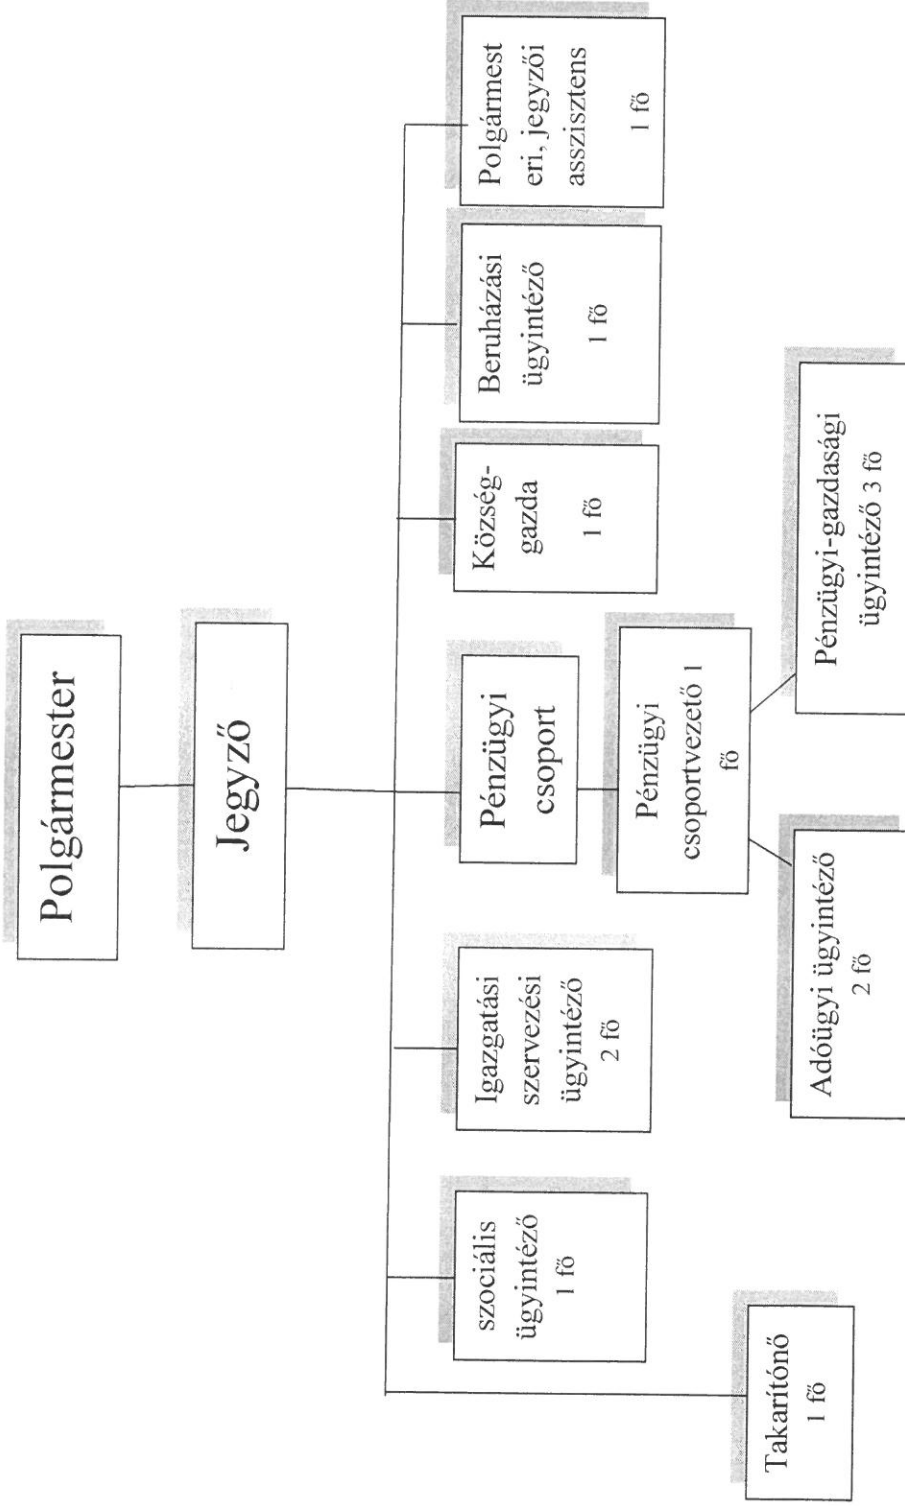 Polgármester
Jegyző
szociális
ügyintéző
1 fő
Igazgatási
szervezési
ügyintéző
2 fő
Pénzügyi
csoport
Község-
gazda
1 fő
Beruházási
ügyintéző
1 fő
Polgármest
eri, jegyzői
asszisztens
1 fő
Pénzügyi
csoportvezető 1
fő
Takarítónő
1 fő
Adóügyi ügyintéző
2 fő
Pénzügyi-gazdasági
ügyintéző 3 fő